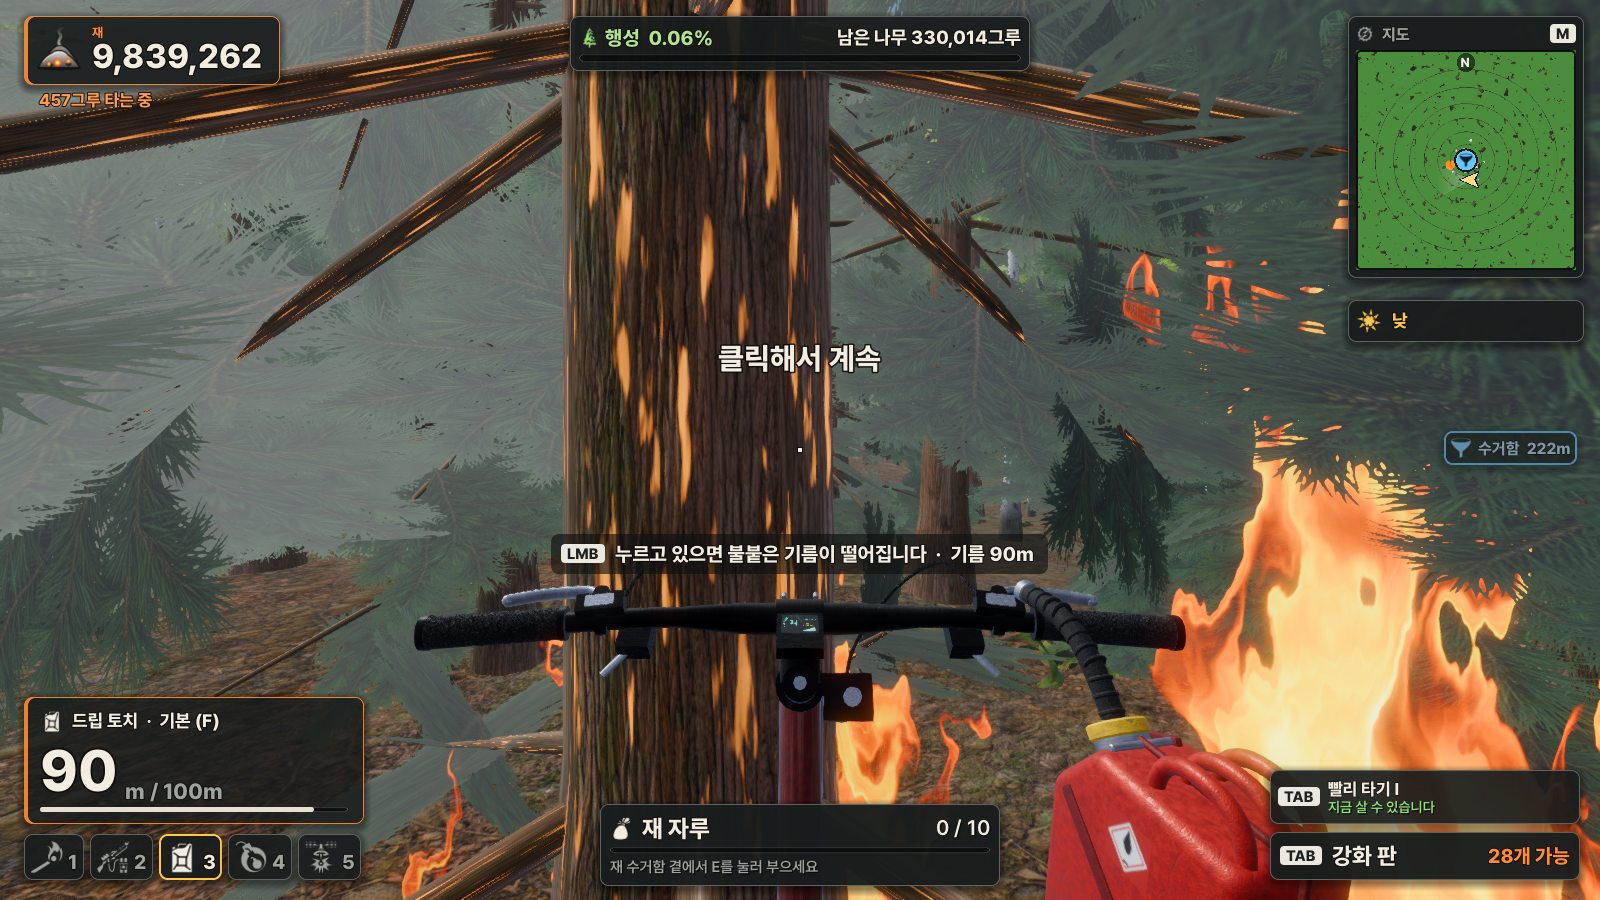 재
9,839,262
457그루 타는 중
행성 0.06%
남은 나무 330,014그루
지도
M
N
낮
클릭해서 계속
수거함 222m
LMB 누르고 있으면 불붙은 기름이 떨어집니다 · 기름 90m
드립 토치 · 기본 (F)
90 m / 100m
1
2
3
4
5
재 자루
0 / 10
재 수거함 곁에서 E를 눌러 부으세요
TAB 빨리 타기 I
지금 살 수 있습니다
TAB 강화 판
28개 가능